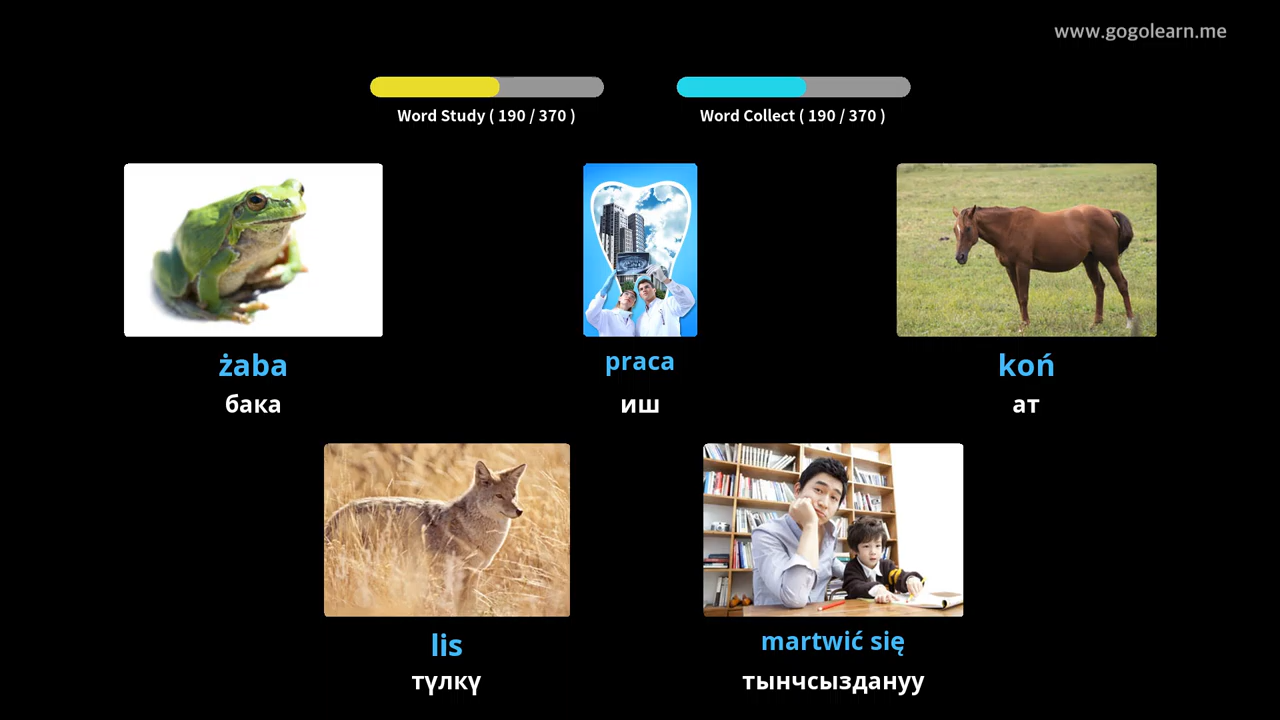 www.gogolearn.me
Word Study ( 190 / 370 )
Word Collect ( 190 / 370 )
żaba
бака
praca
иш
koń
ат
lis
түлкү
martwić się
тынчсыздануу